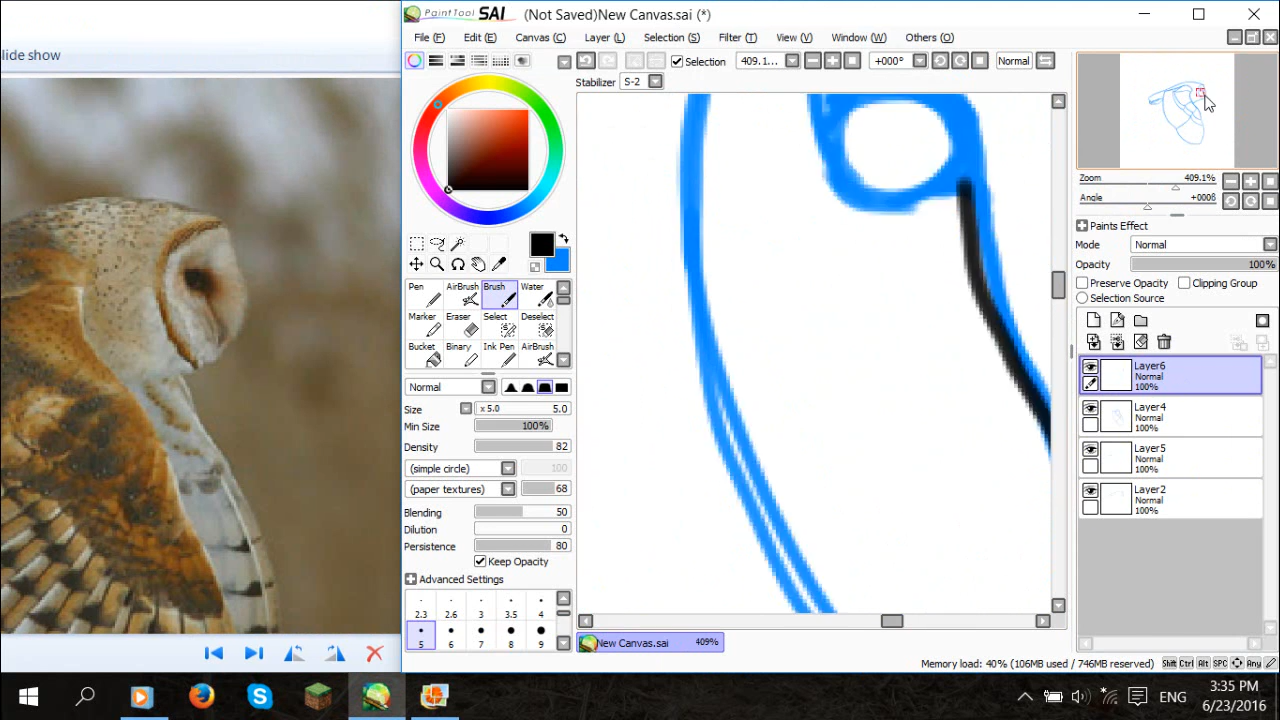 lide show
PaintTool SAI (Not Saved)New Canvas.sai (*)
File (F) Edit (E) Canvas (C) Layer (L) Selection (S) Filter (T) View (V) Window (W) Others (O)
Selection 409.1... +000° Normal
Stabilizer S-2
Pen AirBrush Brush Water
Marker Eraser Select Deselect
Bucket Binary Ink Pen AirBrush
Normal
Size x 5.0 5.0
Min Size 100%
Density 82
(simple circle) 100
(paper textures) 68
Blending 50
Dilution 0
Persistence 80
Keep Opacity
Advanced Settings
2.3 2.6 3 3.5 4
5 6 7 8 9
New Canvas.sai 409%
Zoom 409.1%
Angle +000ß
Paints Effect
Mode Normal
Opacity 100%
Preserve Opacity Clipping Group
Selection Source
Layer6
Normal
100%
Layer4
Normal
100%
Layer5
Normal
100%
Layer2
Normal
100%
Memory load: 40% (106MB used / 746MB reserved) Shift Ctrl Alt SPC Any
ENG
3:35 PM
6/23/2016